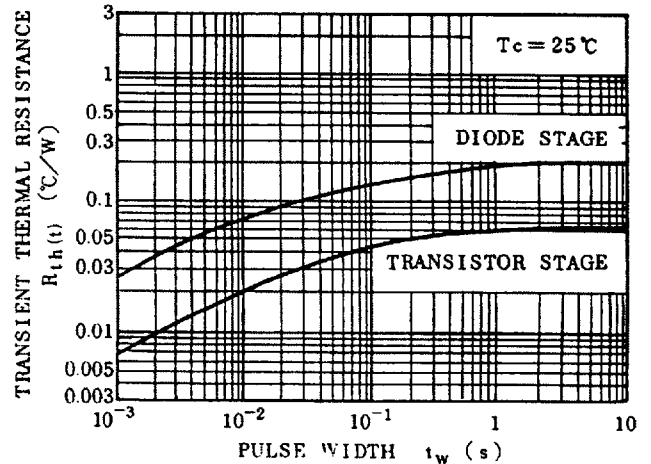 TRANSIENT THERMAL RESISTANCE
Rth(t) (℃/W)
3
1
0.5
0.3
0.1
0.05
0.03
0.01
0.005
0.003
Tc=25℃
DIODE STAGE
TRANSISTOR STAGE
10⁻³ 10⁻² 10⁻¹ 1 10
PULSE WIDTH tw (s)